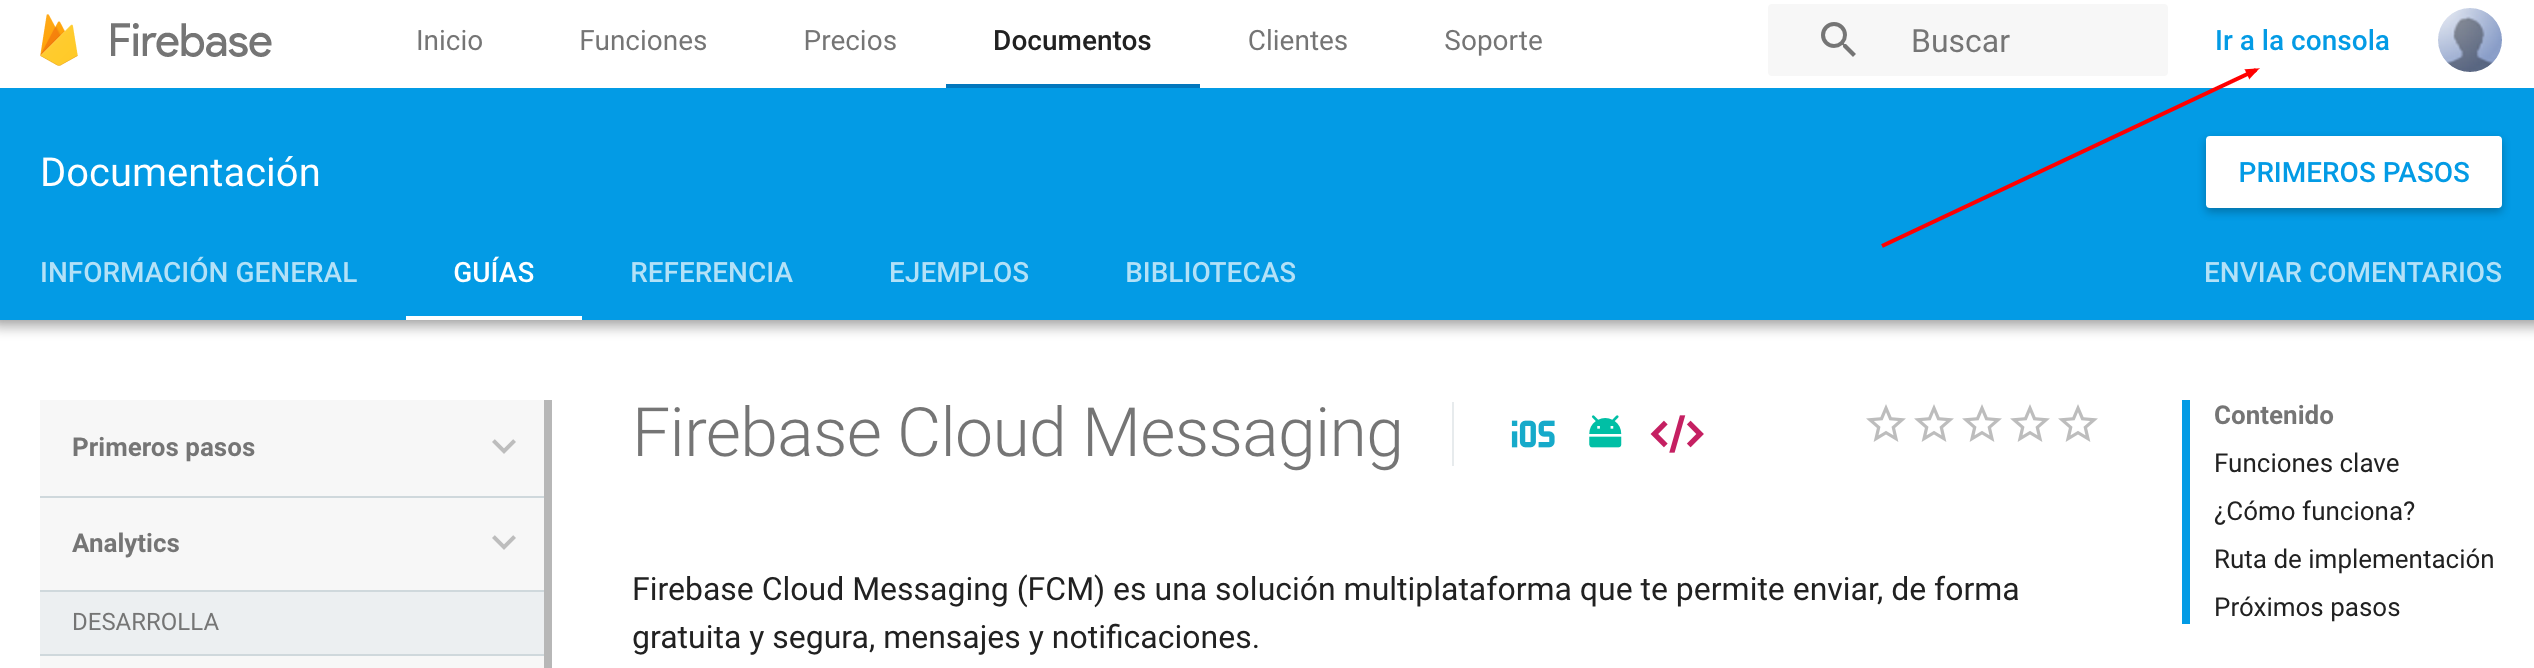 Firebase
Inicio
Funciones
Precios
Documentos
Clientes
Soporte
Buscar
Ir a la consola
Documentación
PRIMEROS PASOS
INFORMACIÓN GENERAL
GUÍAS
REFERENCIA
EJEMPLOS
BIBLIOTECAS
ENVIAR COMENTARIOS
Primeros pasos
Analytics
DESARROLLA
Firebase Cloud Messaging
iOS
</>
Firebase Cloud Messaging (FCM) es una solución multiplataforma que te permite enviar, de forma
gratuita y segura, mensajes y notificaciones.
Contenido
Funciones clave
¿Cómo funciona?
Ruta de implementación
Próximos pasos